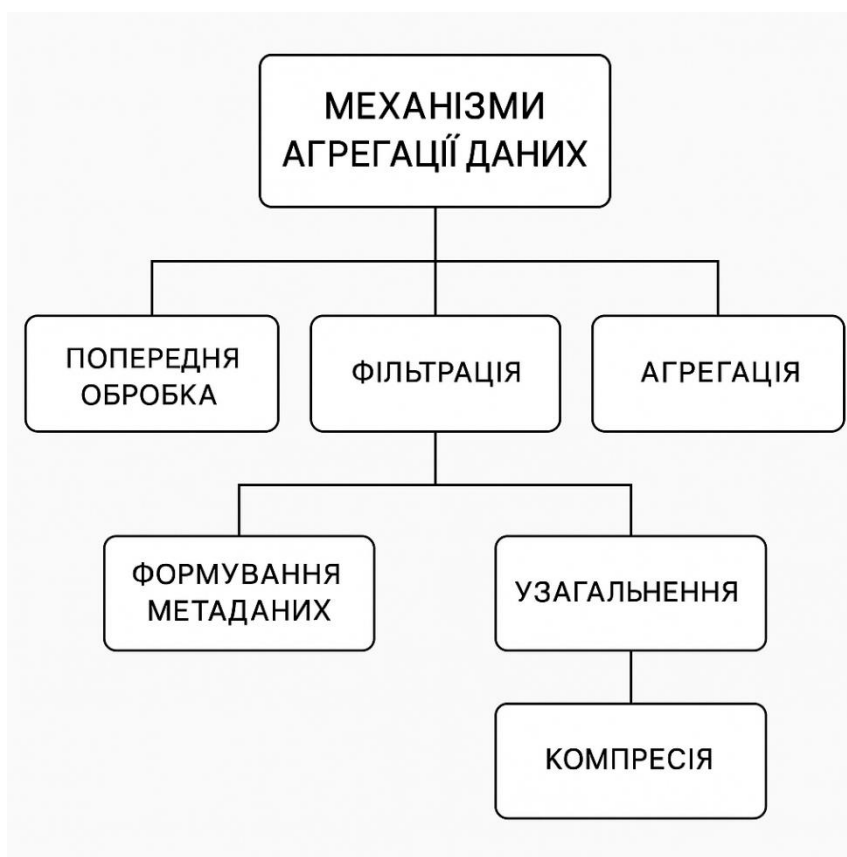 МЕХАНІЗМИ
АГРЕГАЦІЇ ДАНИХ
ПОПЕРЕДНЯ
ОБРОБКА
ФІЛЬТРАЦІЯ
АГРЕГАЦІЯ
ФОРМУВАННЯ
МЕТАДАНИХ
УЗАГАЛЬНЕННЯ
КОМПРЕСІЯ